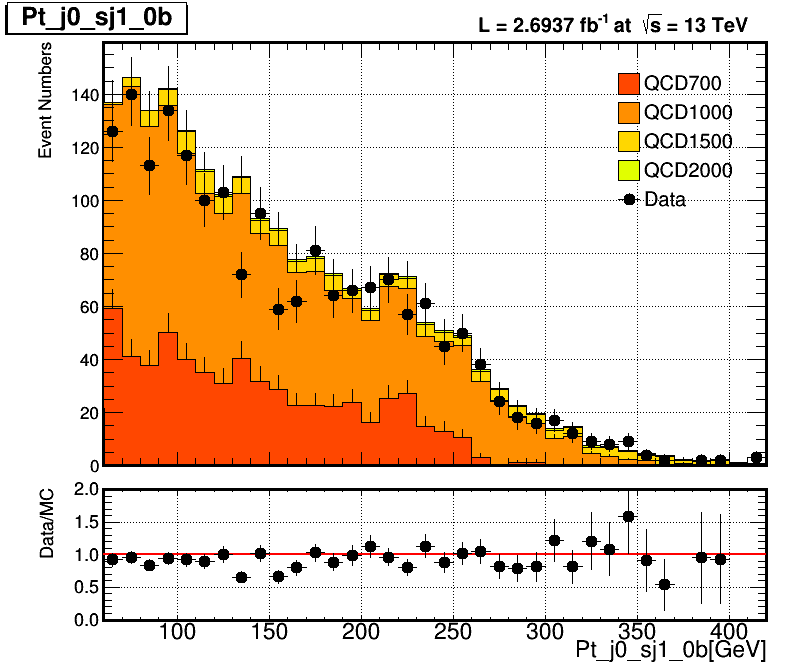 Pt_j0_sj1_0b
L = 2.6937 fb-1 at √s = 13 TeV
Event Numbers
140
120
100
80
60
40
20
0
QCD700
QCD1000
QCD1500
QCD2000
Data
Data/MC
2.0
1.5
1.0
0.5
0.0
100 150 200 250 300 350 400
Pt_j0_sj1_0b[GeV]